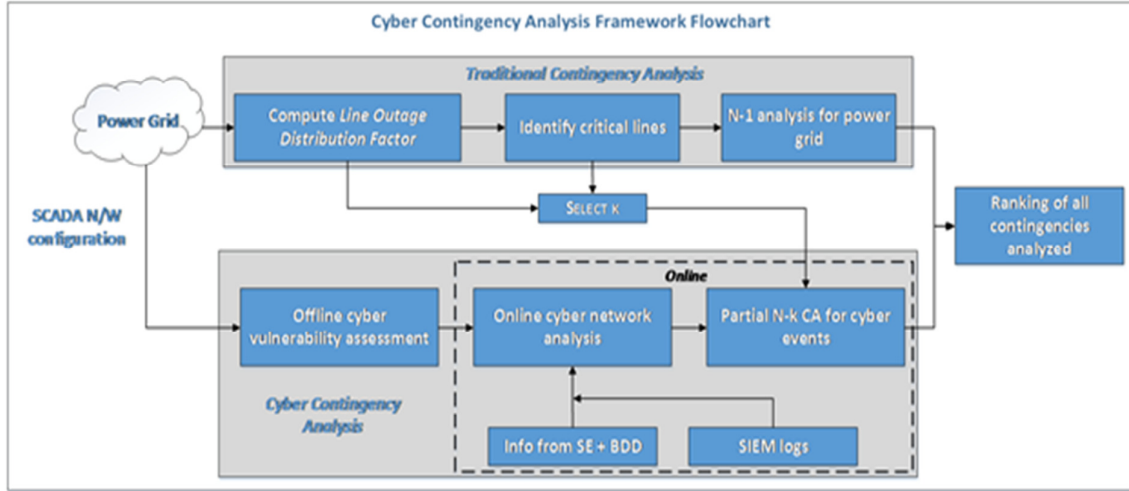 Cyber Contingency Analysis Framework Flowchart
Traditional Contingency Analysis
Power Grid
Compute Line Outage
Distribution Factor
Identify critical lines
N-1 analysis for power
grid
SELECT K
SCADA N/W
configuration
Ranking of all
contingencies
analyzed
Online
Offline cyber
vulnerability assessment
Online cyber network
analysis
Partial N-k CA for cyber
events
Cyber Contingency
Analysis
Info from SE + BDD
SIEM logs